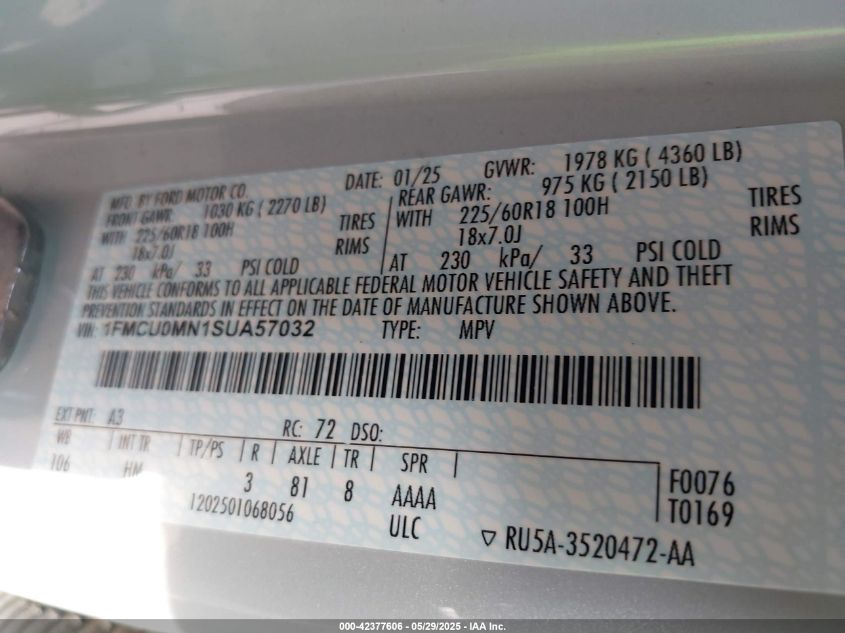 MFD. BY FORD MOTOR CO.
DATE: 01/25 GVWR: 1978 KG ( 4360 LB)
FRONT GAWR: 1030 KG ( 2270 LB)
WITH 225/60R18 100H TIRES
18x7.0J RIMS
AT 230 kPa/ 33 PSI COLD
REAR GAWR: 975 KG ( 2150 LB)
WITH 225/60R18 100H TIRES
18x7.0J RIMS
AT 230 kPa/ 33 PSI COLD
THIS VEHICLE CONFORMS TO ALL APPLICABLE FEDERAL MOTOR VEHICLE SAFETY AND THEFT
PREVENTION STANDARDS IN EFFECT ON THE DATE OF MANUFACTURE SHOWN ABOVE.
VIN: 1FMCU0MN1SUA57032 TYPE: MPV
EXT PNT: A3 RC: 72 DSO:
WB INT TR TP/PS R AXLE TR SPR
106 HM 3 81 8 AAAA F0076
1202501068056 ULC T0169
RU5A-3520472-AA
000-42377606 — 05/29/2025 — IAA Inc.